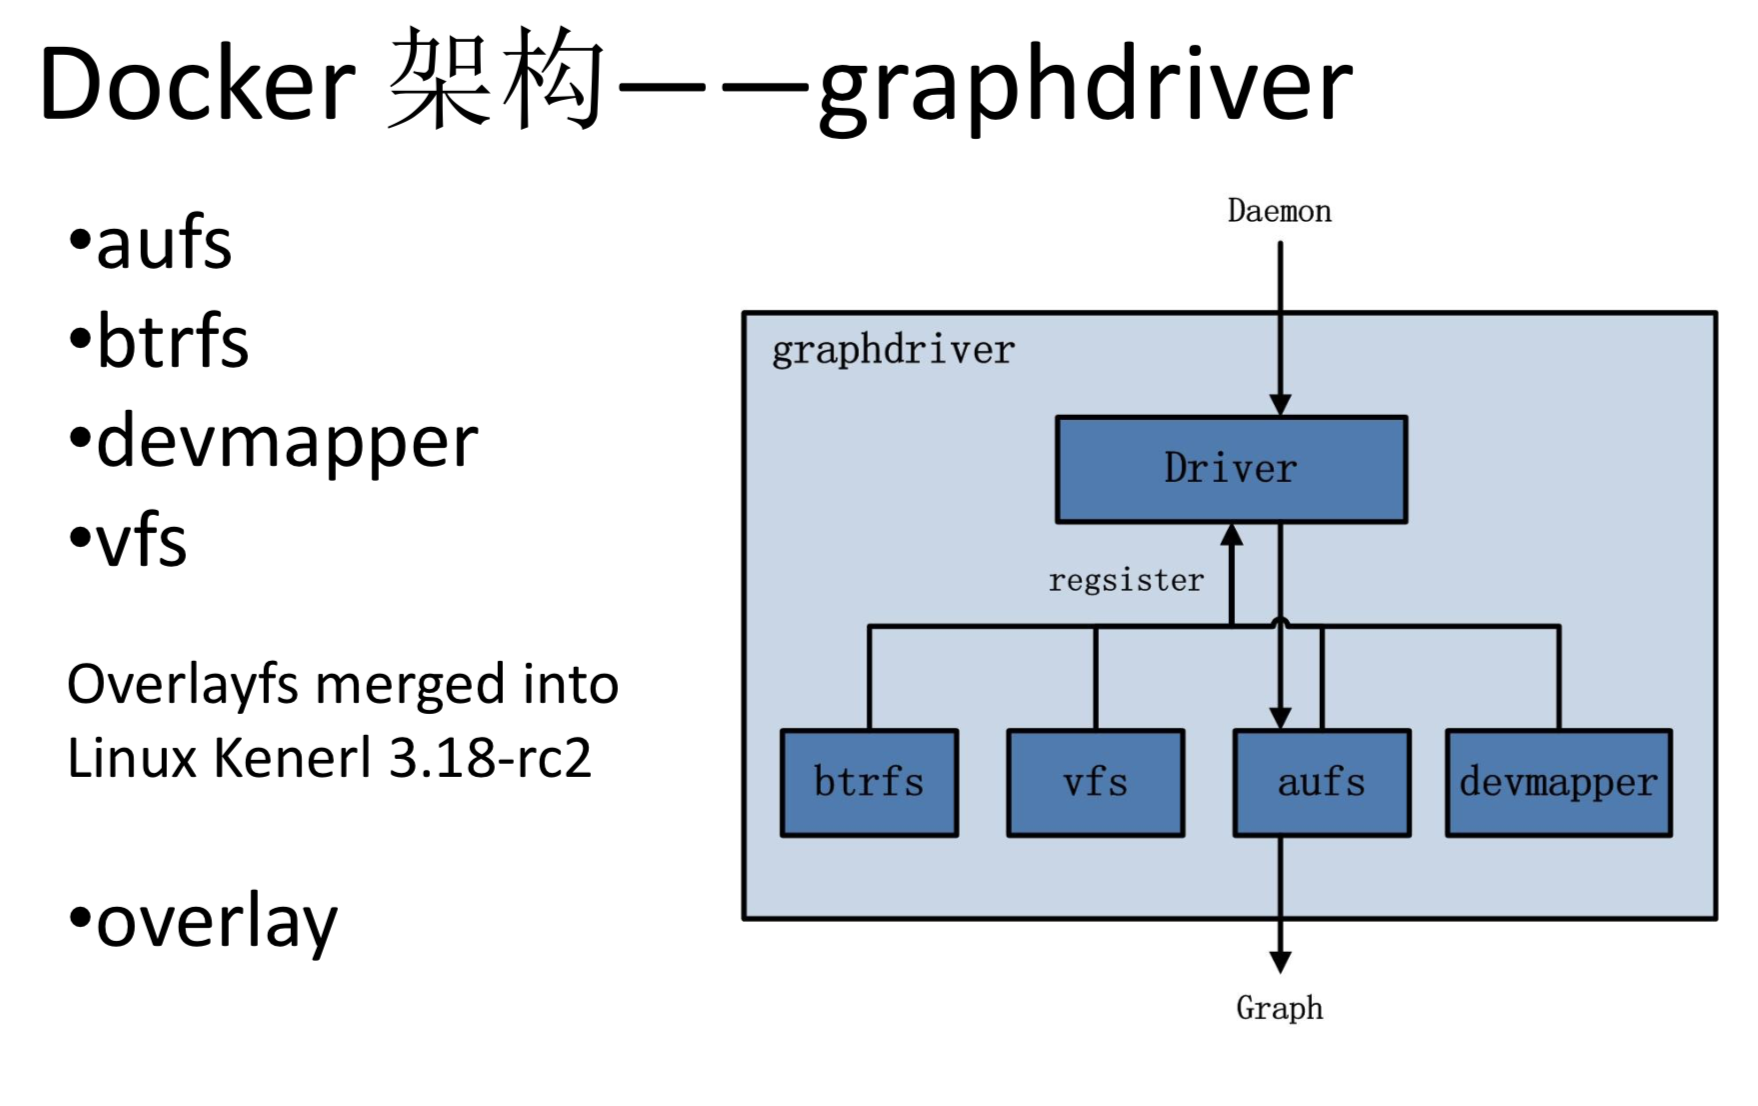 Docker 架构——graphdriver
•aufs
•btrfs
•devmapper
•vfs
Overlayfs merged into
Linux Kenerl 3.18-rc2
•overlay
Daemon
graphdriver
Driver
regsister
btrfs
vfs
aufs
devmapper
Graph